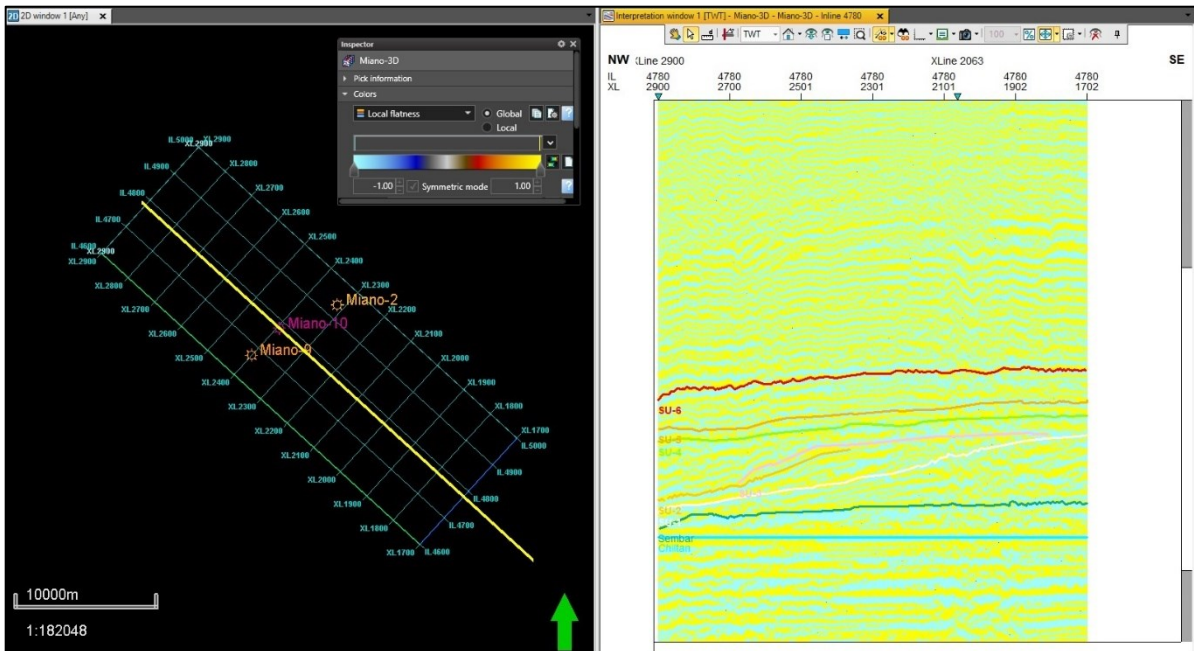 2D window 1 [Any]
Inspector
Miano-3D
Pick information
Colors
Local flatness
Global
Local
-1.00
Symmetric mode
1.00
IL5000
XL2900
XL2900
IL4900
IL4800
IL4700
IL4600
XL2900
XL2900
XL2800
XL2700
XL2600
XL2500
XL2400
XL2300
XL2200
XL2100
XL2000
XL1900
XL1800
XL1700
IL5000
IL4900
IL4800
IL4700
XL1700
IL4600
XL2800
XL2700
XL2600
XL2500
XL2400
XL2300
XL2200
XL2100
XL2000
XL1900
XL1800
Miano-2
Miano-10
Miano-9
10000m
1:182048
Interpretation window 1 [TWT] - Miano-3D - Miano-3D - Inline 4780
TWT
100
NW
XLine 2900
XLine 2063
SE
IL 4780 4780 4780 4780 4780 4780 4780
XL 2900 2700 2501 2301 2101 1902 1702
SU-6
SU-5
SU-4
SU-2
Sembar
Chiltan